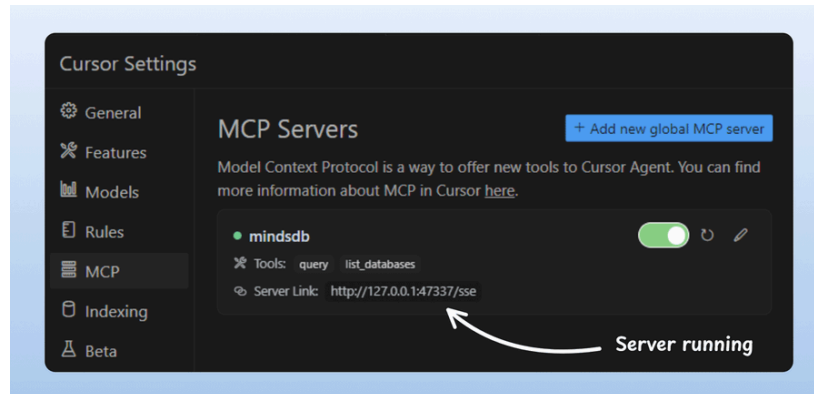 Cursor Settings
General
Features
Models
Rules
MCP
Indexing
Beta
MCP Servers
+ Add new global MCP server
Model Context Protocol is a way to offer new tools to Cursor Agent. You can find
more information about MCP in Cursor here.
mindsdb
Tools: query list_databases
Server Link: http://127.0.0.1:47337/sse
Server running